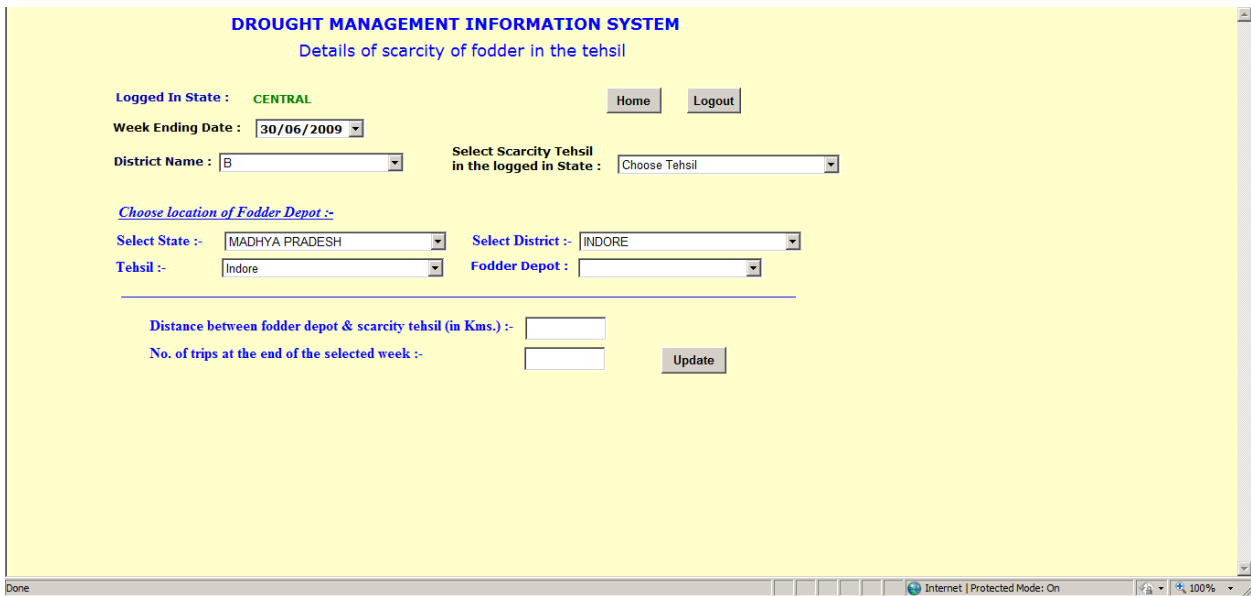 DROUGHT MANAGEMENT INFORMATION SYSTEM
Details of scarcity of fodder in the tehsil
Logged In State : CENTRAL Home Logout
Week Ending Date : 30/06/2009
District Name : B Select Scarcity Tehsil
in the logged in State : Choose Tehsil
Choose location of Fodder Depot :-
Select State :- MADHYA PRADESH Select District :- INDORE
Tehsil :- Indore Fodder Depot :
Distance between fodder depot & scarcity tehsil (in Kms.) :-
No. of trips at the end of the selected week :- Update
Done Internet | Protected Mode: On 100%